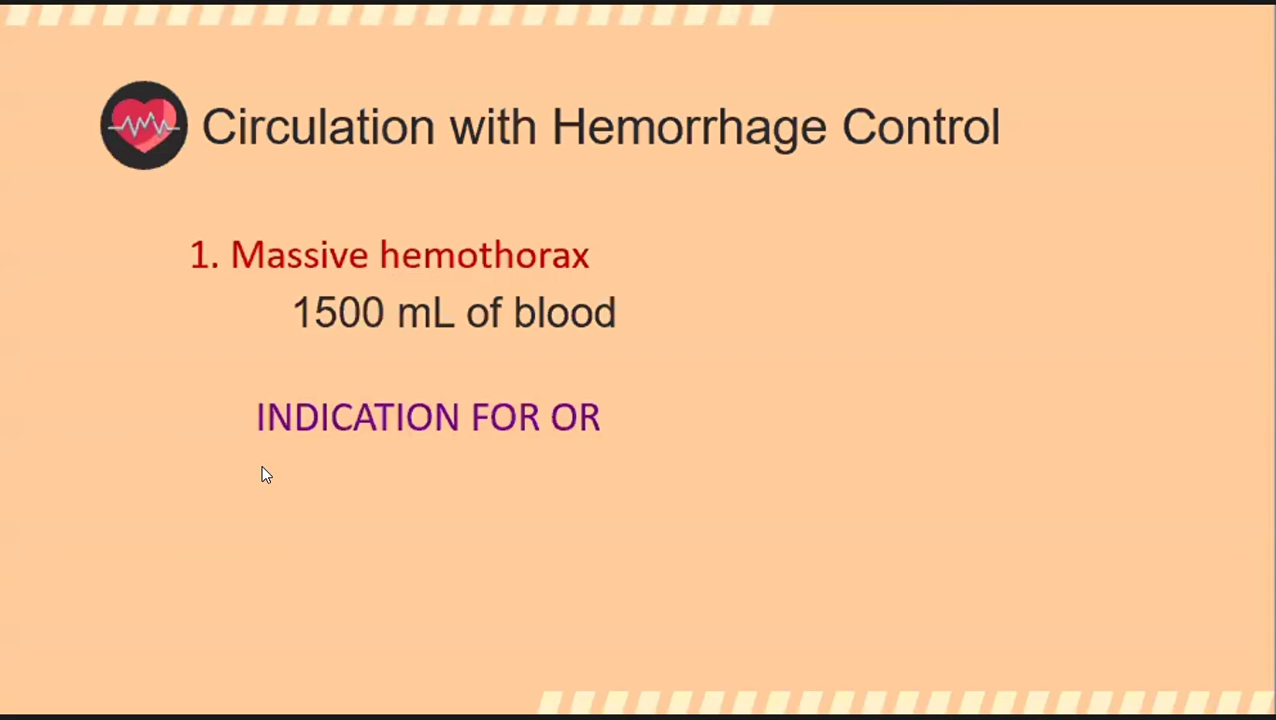 Circulation with Hemorrhage Control
1. Massive hemothorax
1500 mL of blood
INDICATION FOR OR